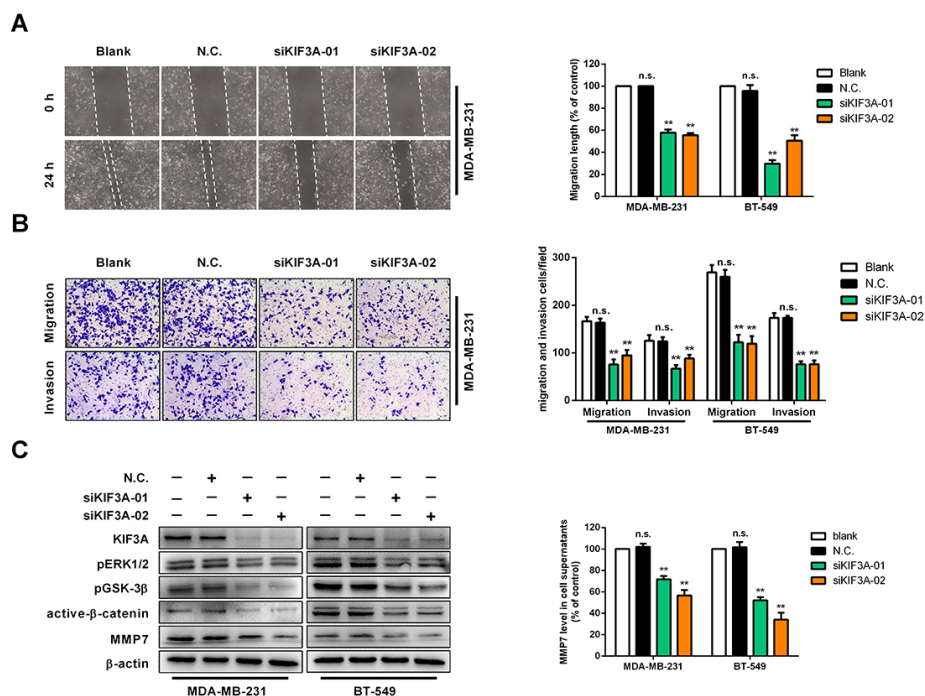 A
Blank N.C. siKIF3A-01 siKIF3A-02
0 h
24 h
MDA-MB-231
Migration length (% of control)
120
100
80
60
40
20
0
n.s.
**
**
n.s.
**
**
MDA-MB-231 BT-549
Blank
N.C.
siKIF3A-01
siKIF3A-02
B
Blank N.C. siKIF3A-01 siKIF3A-02
Migration
Invasion
MDA-MB-231
migration and invasion cells/field
300
200
100
0
n.s.
**
**
n.s.
**
**
n.s.
**
**
n.s.
**
**
Migration Invasion Migration Invasion
MDA-MB-231 BT-549
Blank
N.C.
siKIF3A-01
siKIF3A-02
C
N.C. – + – – – + – –
siKIF3A-01 – – + – – – + –
siKIF3A-02 – – – + – – – +
KIF3A
pERK1/2
pGSK-3β
active-β-catenin
MMP7
β-actin
MDA-MB-231 BT-549
MMP7 level in cell supernatants
(% of control)
120
100
80
60
40
20
0
n.s.
**
**
n.s.
**
**
MDA-MB-231 BT-549
blank
N.C.
siKIF3A-01
siKIF3A-02